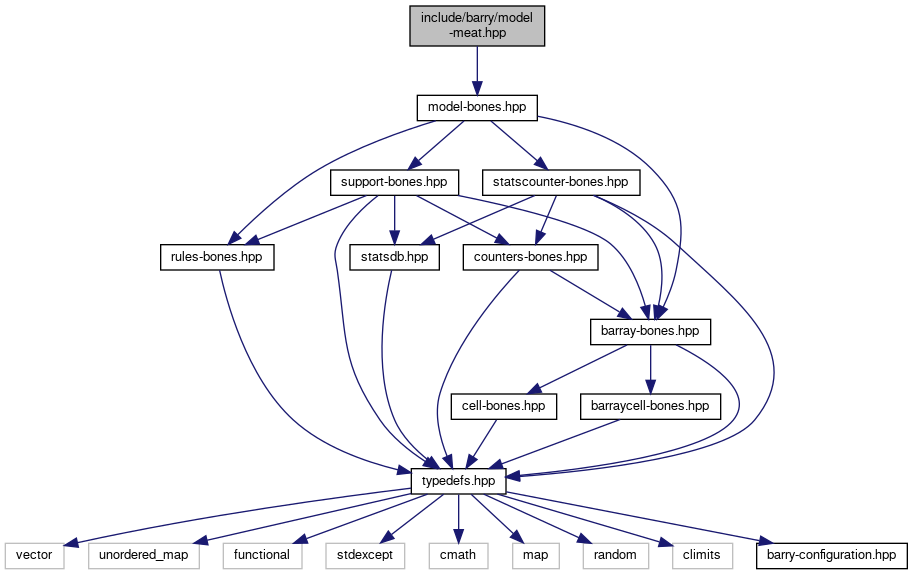 include/barry/model
-meat.hpp
model-bones.hpp
support-bones.hpp
statscounter-bones.hpp
rules-bones.hpp
statsdb.hpp
counters-bones.hpp
barray-bones.hpp
cell-bones.hpp
barraycell-bones.hpp
typedefs.hpp
vector
unordered_map
functional
stdexcept
cmath
map
random
climits
barry-configuration.hpp